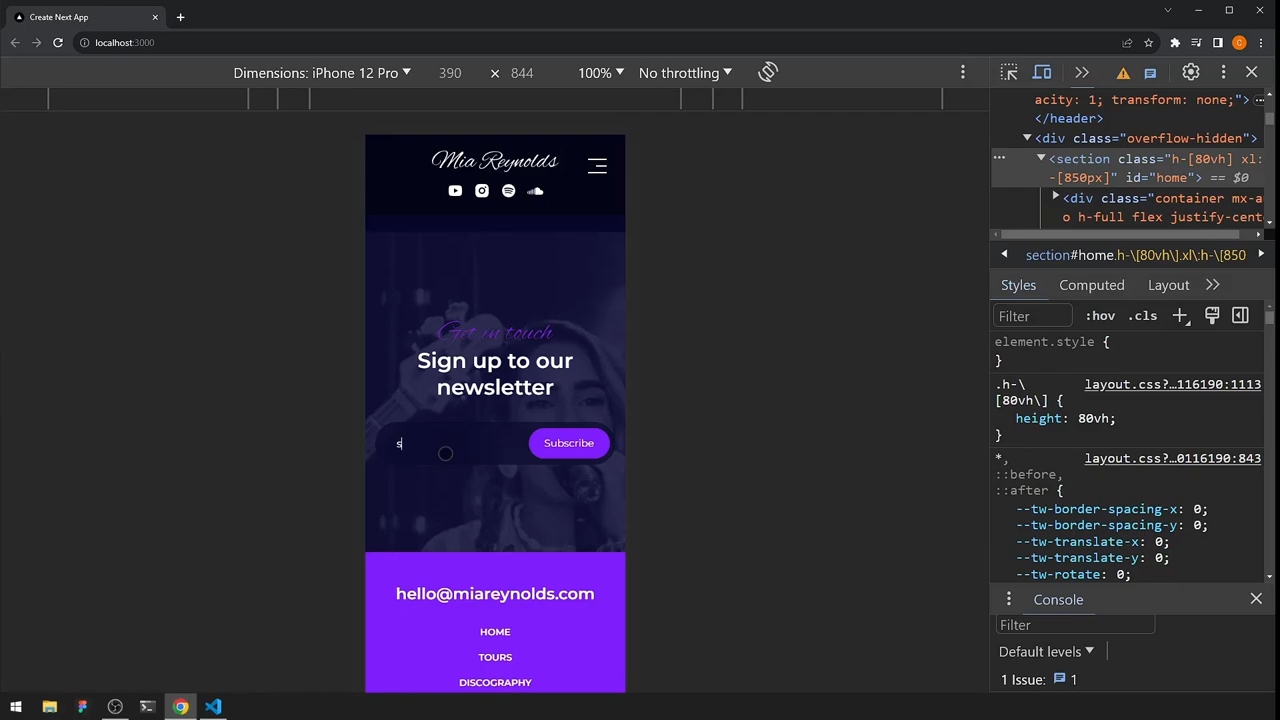 Create Next App
localhost:3000
C
Dimensions: iPhone 12 Pro 390 × 844 100% No throttling
Mia Reynolds
Get in touch
Sign up to our
newsletter
s
Subscribe
hello@miareynolds.com
HOME
TOURS
DISCOGRAPHY
acity: 1; transform: none;">
</header>
<div class="overflow-hidden">
<section class="h-[80vh] xl:
-[850px]" id="home"> == $0
<div class="container mx-a
o h-full flex justify-cent
section#home.h-\[80vh\].xl\:h-\[850
Styles Computed Layout
Filter :hov .cls
element.style {
}
.h-\ layout.css?…116190:1113
[80vh\] {
height: 80vh;
}
*, layout.css?…0116190:843
::before,
::after {
--tw-border-spacing-x: 0;
--tw-border-spacing-y: 0;
--tw-translate-x: 0;
--tw-translate-y: 0;
--tw-rotate: 0;
Console
Filter
Default levels
1 Issue: 1